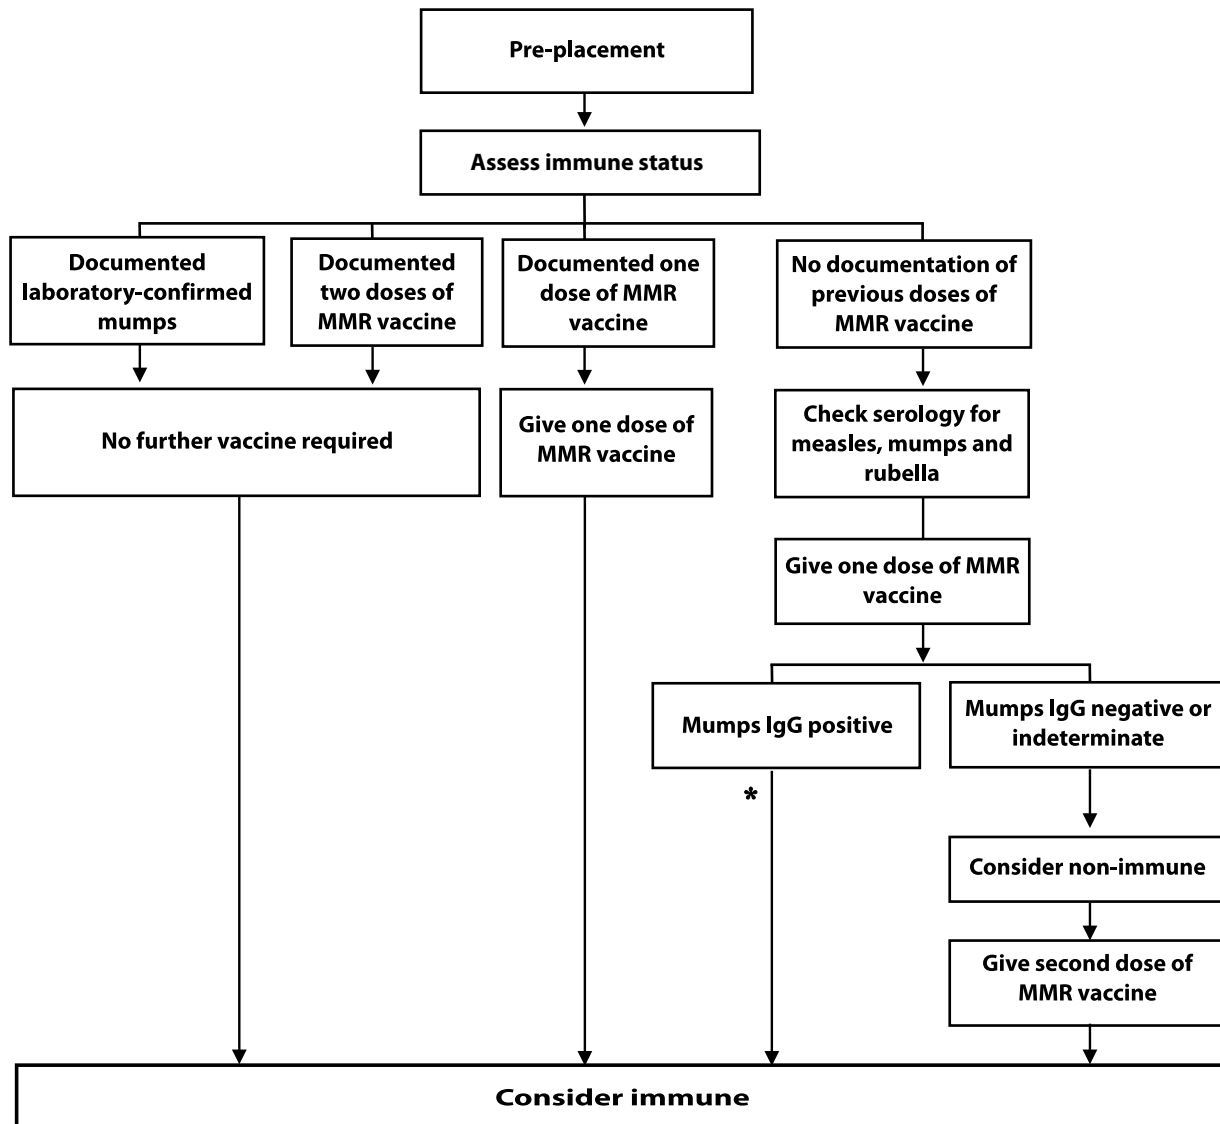 Pre-placement
Assess immune status
Documented
laboratory-confirmed
mumps
Documented
two doses of
MMR vaccine
Documented one
dose of MMR
vaccine
No documentation of
previous doses of
MMR vaccine
No further vaccine required
Give one dose of
MMR vaccine
Check serology for
measles, mumps and
rubella
Give one dose of MMR
vaccine
Mumps IgG positive
Mumps IgG negative or
indeterminate
*
Consider non-immune
Give second dose of
MMR vaccine
Consider immune